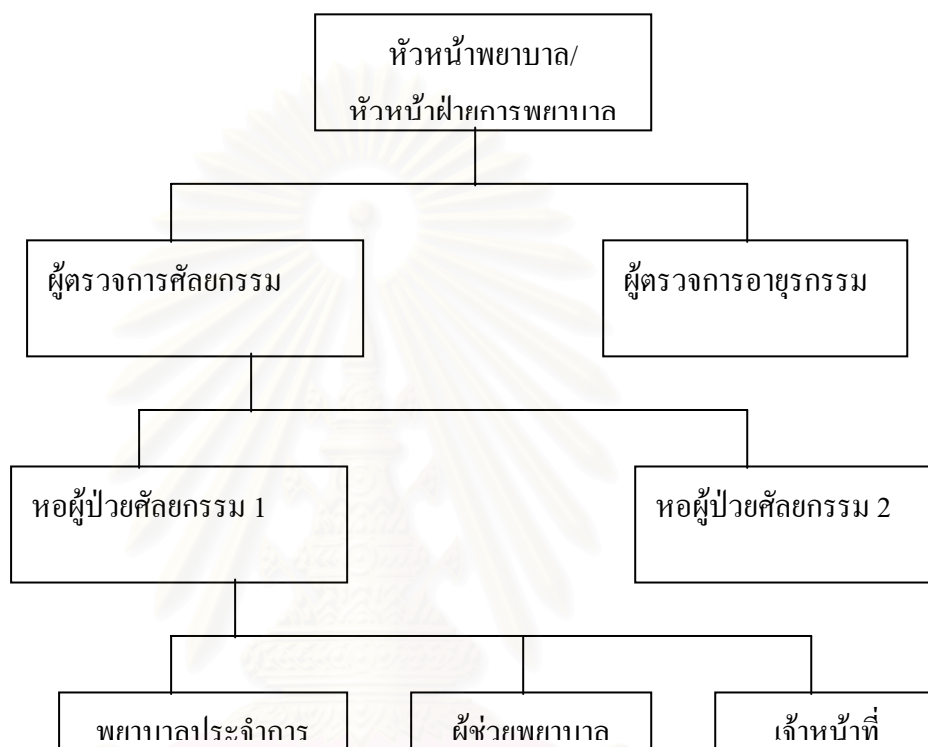 หัวหน้าพยาบาล/
หัวหน้าฝ่ายการพยาบาล
ผู้ตรวจการศัลยกรรม
ผู้ตรวจการอายุรกรรม
หอผู้ป่วยศัลยกรรม 1
หอผู้ป่วยศัลยกรรม 2
พยาบาลประจำการ
ผู้ช่วยพยาบาล
เจ้าหน้าที่